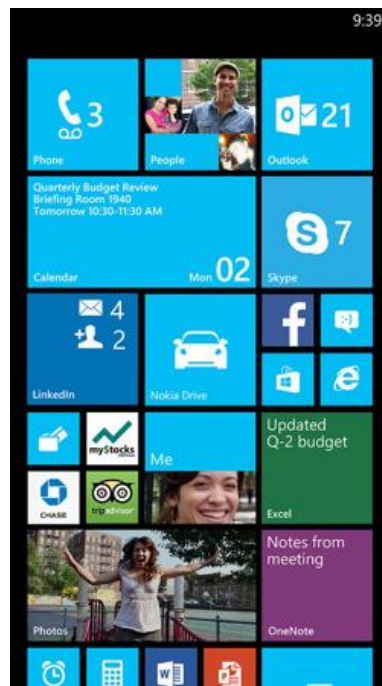 9:39
3
Phone
People
21
Outlook
Quarterly Budget Review
Briefing Room 1940
Tomorrow 10:30-11:30
AM
Calendar
Mon 02
7
Skype
4
2
LinkedIn
Nokia Drive
myStocks
Me
Updated
Q-2 budget
CHASE
tripadvisor
Excel
Notes from
meeting
Photos
OneNote